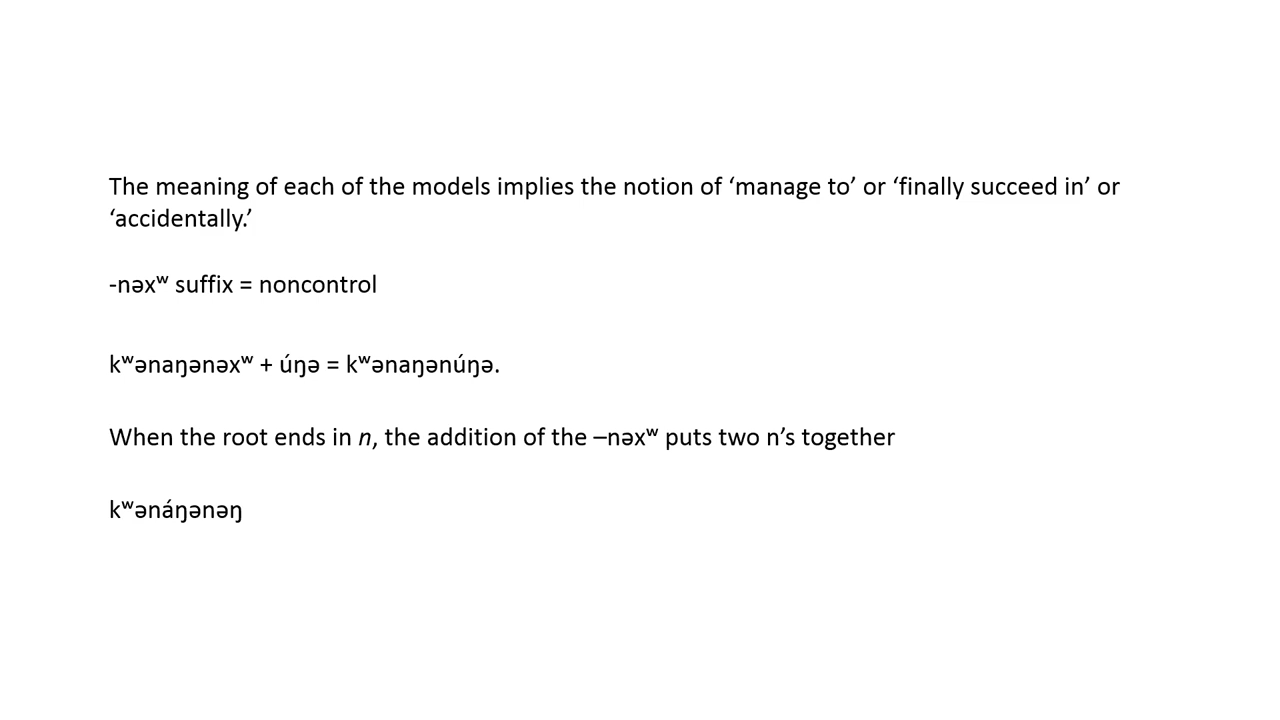 The meaning of each of the models implies the notion of ‘manage to’ or ‘finally succeed in’ or
‘accidentally.’
-nəxʷ suffix = noncontrol
kʷənaŋənəxʷ + úŋə = kʷənaŋənúŋə.
When the root ends in n, the addition of the –nəxʷ puts two n’s together
kʷənáŋənəŋ